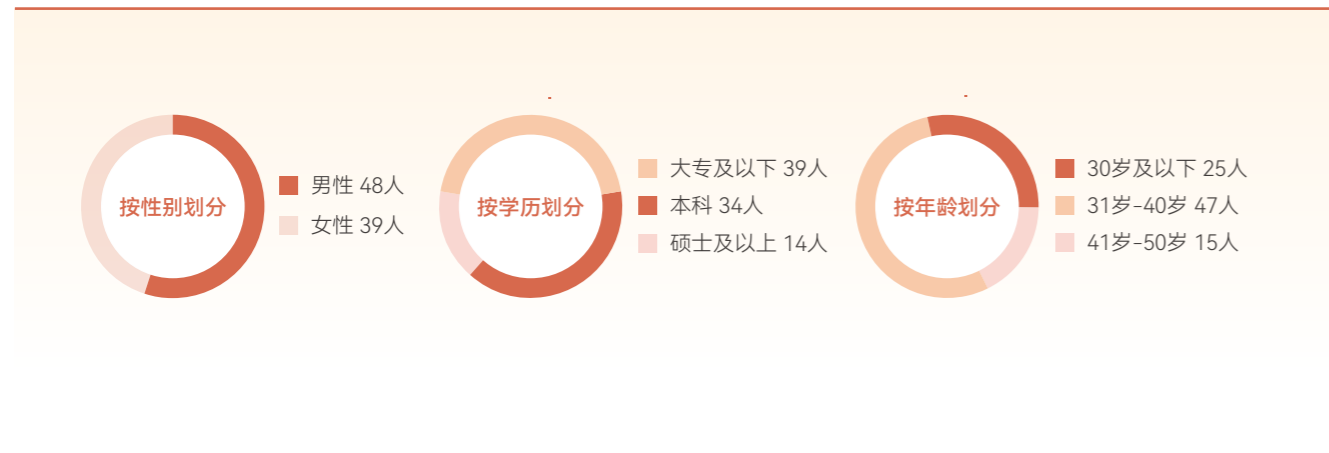 按性别划分
男性 48人
女性 39人
按学历划分
大专及以下 39人
本科 34人
硕士及以上 14人
按年龄划分
30岁及以下 25人
31岁-40岁 47人
41岁-50岁 15人